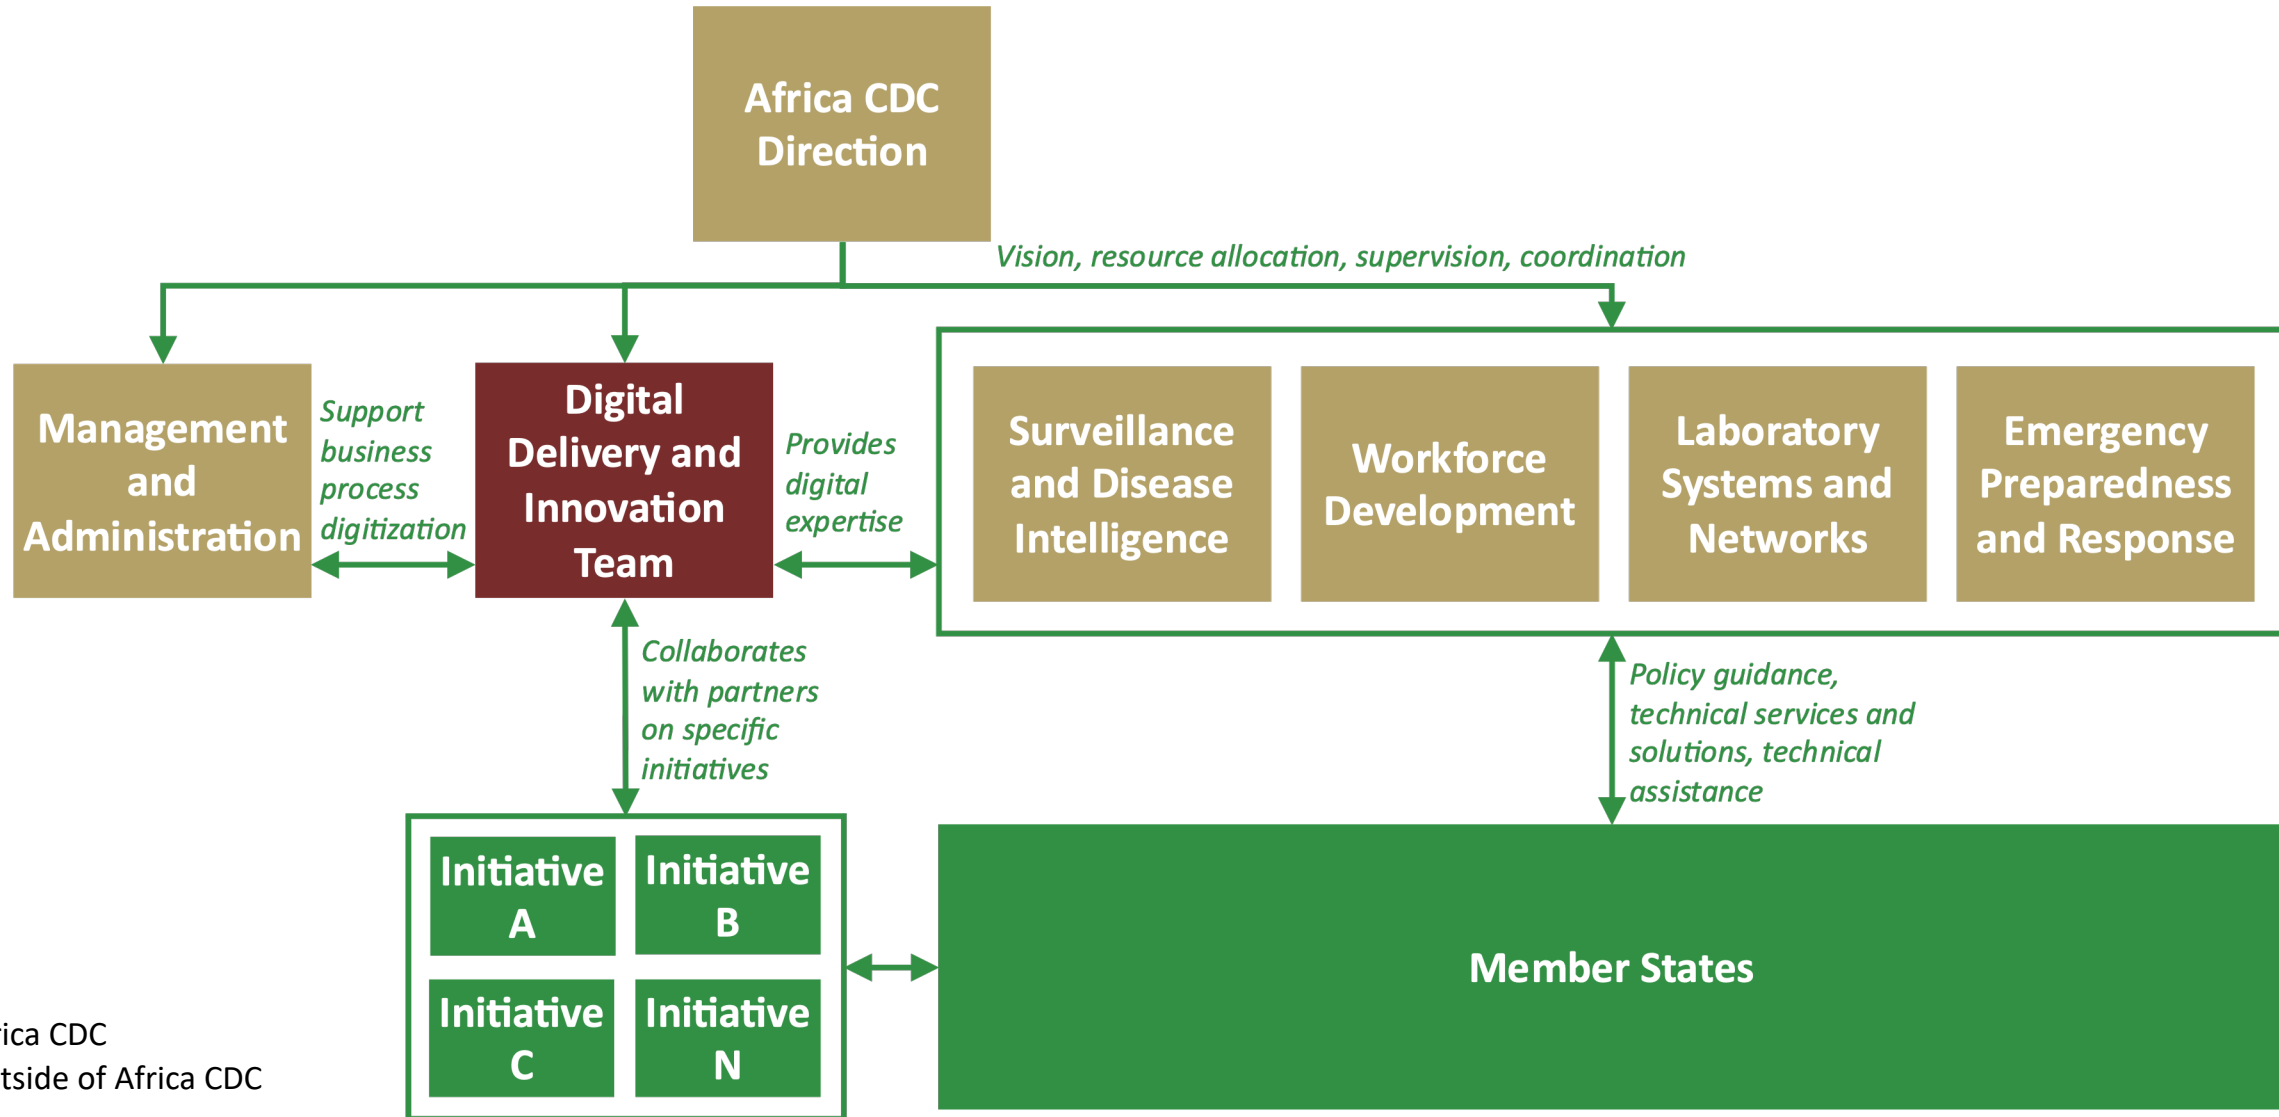 Africa CDC
Direction
Vision, resource allocation, supervision, coordination
Management
and
Administration
Support
business
process
digitization
Digital
Delivery and
Innovation
Team
Provides
digital
expertise
Surveillance
and Disease
Intelligence
Workforce
Development
Laboratory
Systems and
Networks
Emergency
Preparedness
and Response
Collaborates
with partners
on specific
initiatives
Policy guidance,
technical services and
solutions, technical
assistance
Initiative
A
Initiative
B
Initiative
C
Initiative
N
Member States
rica CDC
tside of Africa CDC